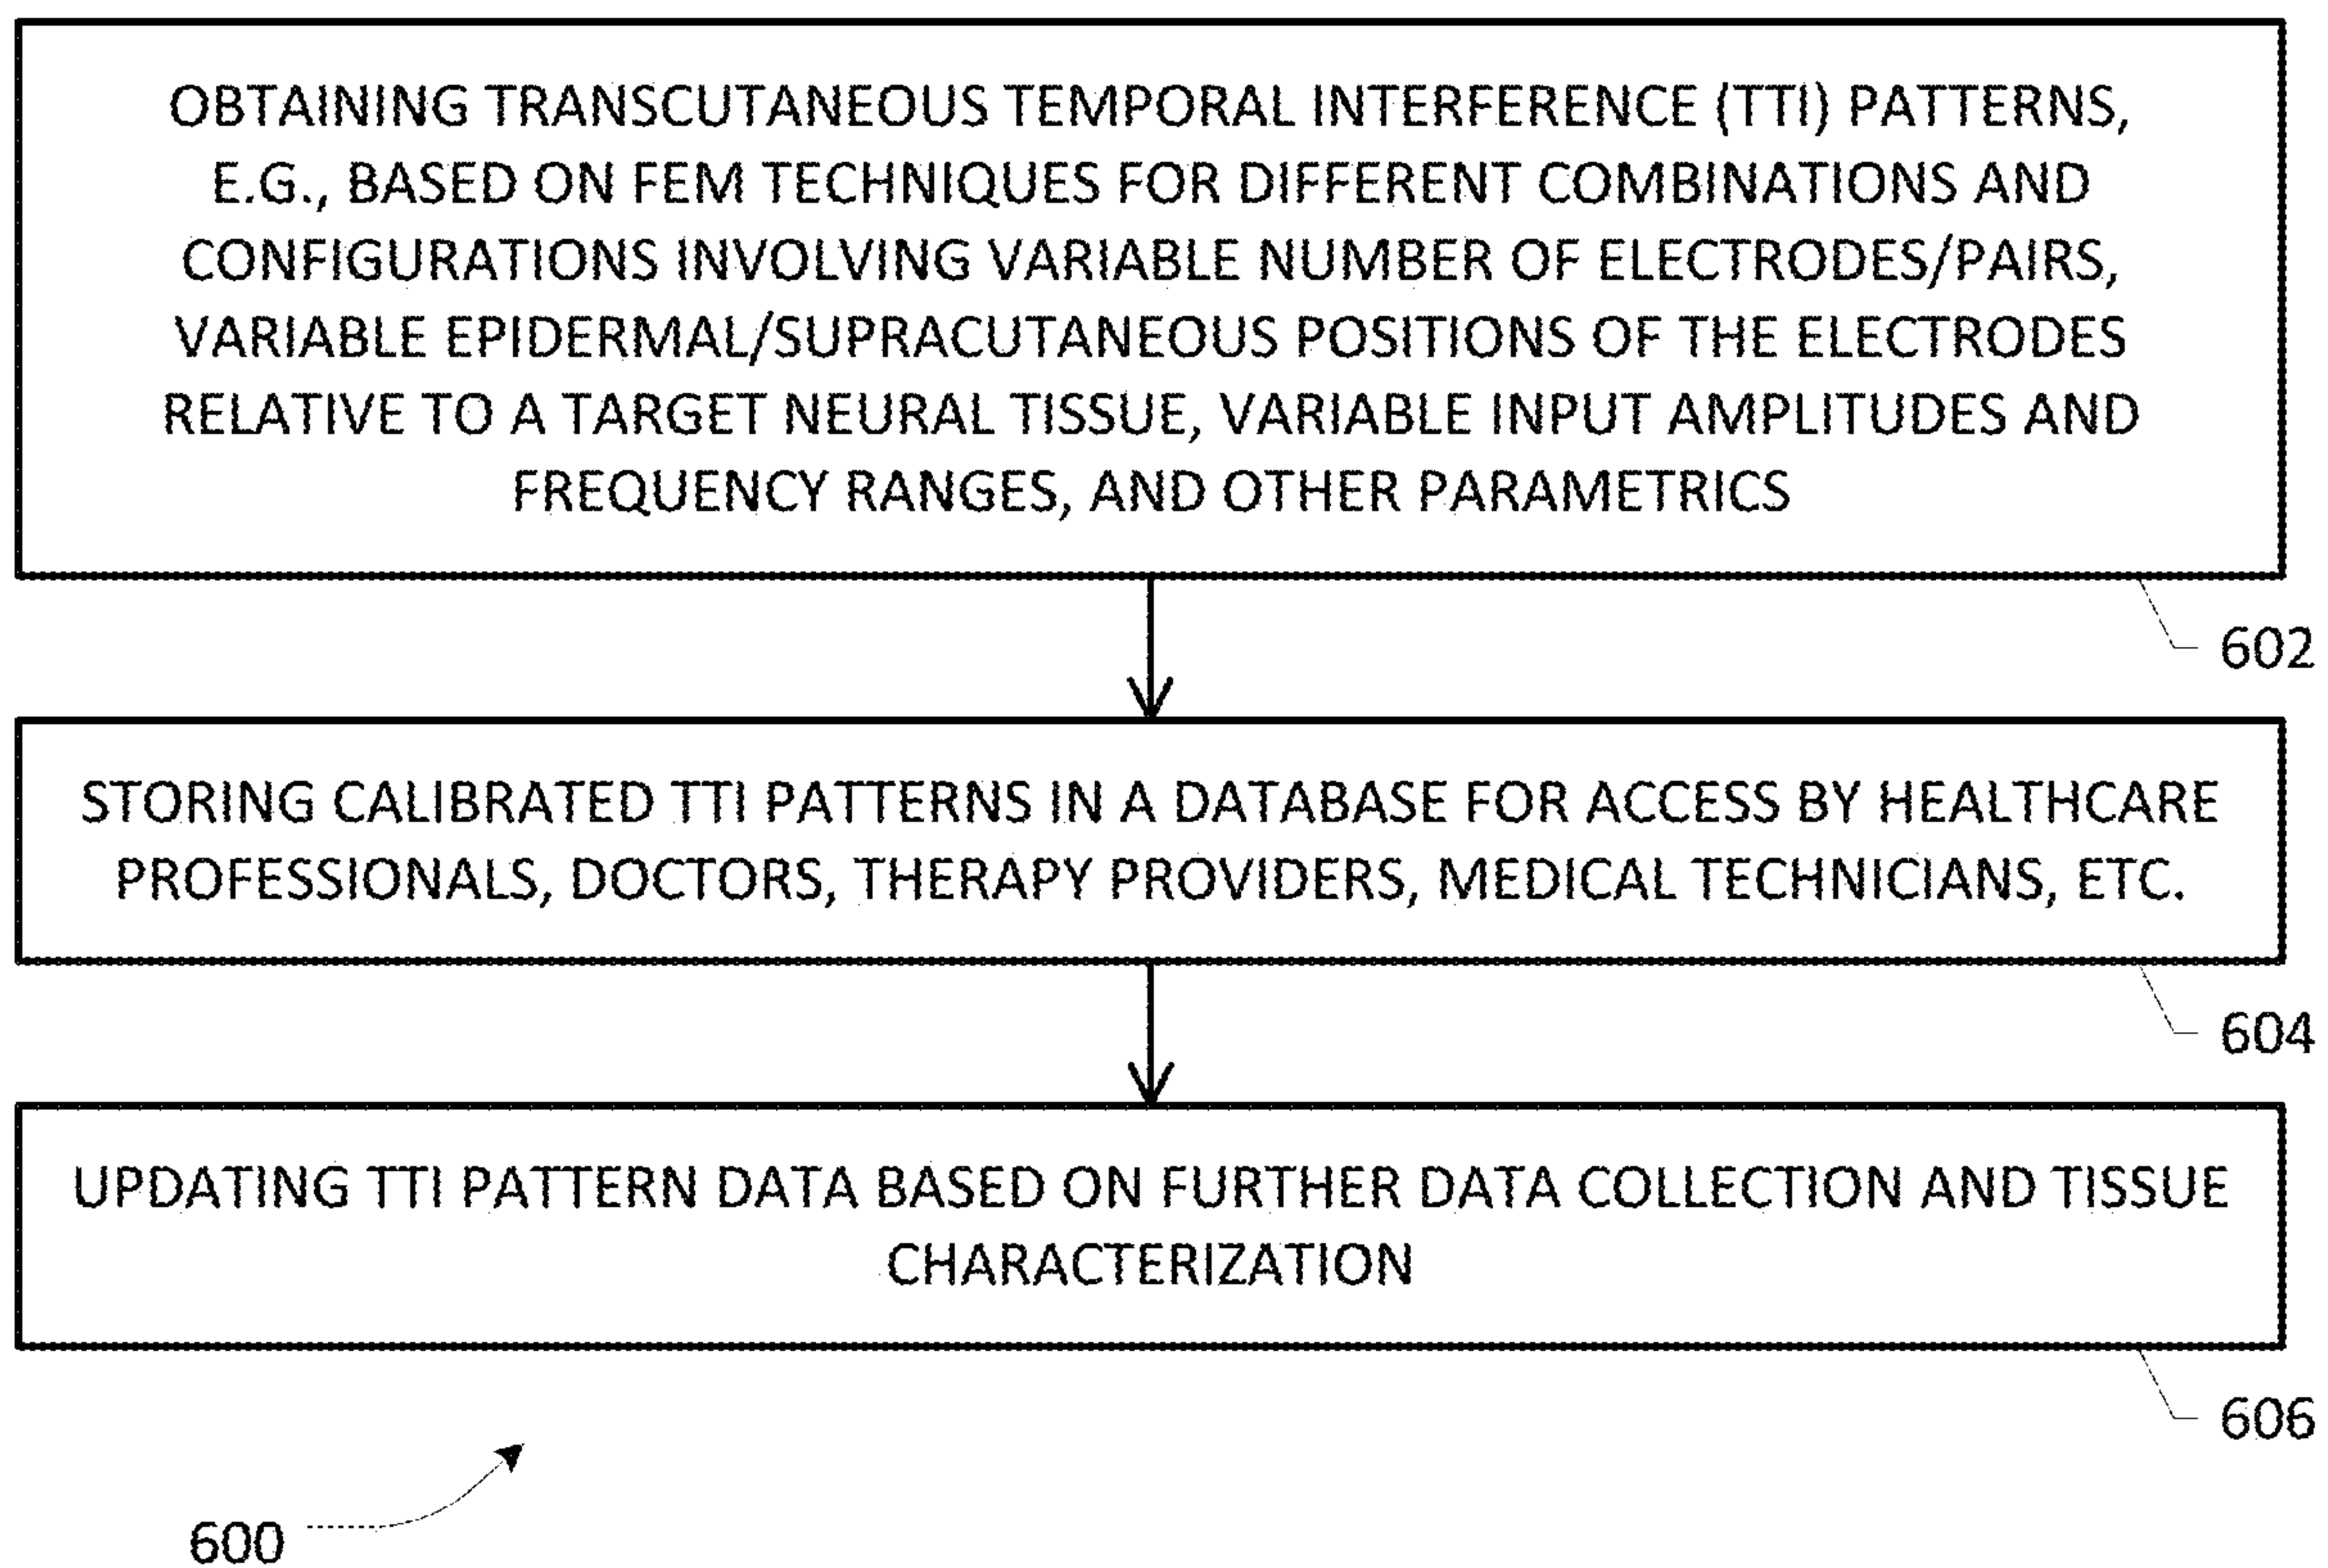 OBTAINING TRANSCUTANEOUS TEMPORAL INTERFERENCE (TTI) PATTERNS,
E.G., BASED ON FEM TECHNIQUES FOR DIFFERENT COMBINATIONS AND
CONFIGURATIONS INVOLVING VARIABLE NUMBER OF ELECTRODES/PAIRS,
VARIABLE EPIDERMAL/SUPRACUTANEOUS POSITIONS OF THE ELECTRODES
RELATIVE TO A TARGET NEURAL TISSUE, VARIABLE INPUT AMPLITUDES AND
FREQUENCY RANGES, AND OTHER PARAMETRICS
602
STORING CALIBRATED TTI PATTERNS IN A DATABASE FOR ACCESS BY HEALTHCARE
PROFESSIONALS, DOCTORS, THERAPY PROVIDERS, MEDICAL TECHNICIANS, ETC.
604
UPDATING TTI PATTERN DATA BASED ON FURTHER DATA COLLECTION AND TISSUE
CHARACTERIZATION
606
600